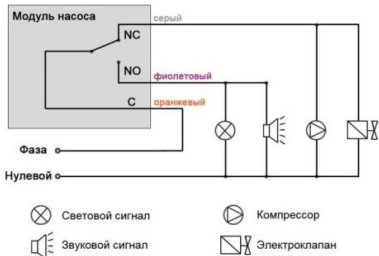 Модуль насоса
серый
NC
NO
фиолетовый
C
оранжевый
Фаза
Нулевой
Световой сигнал
Компрессор
Звуковой сигнал
Электроклапан